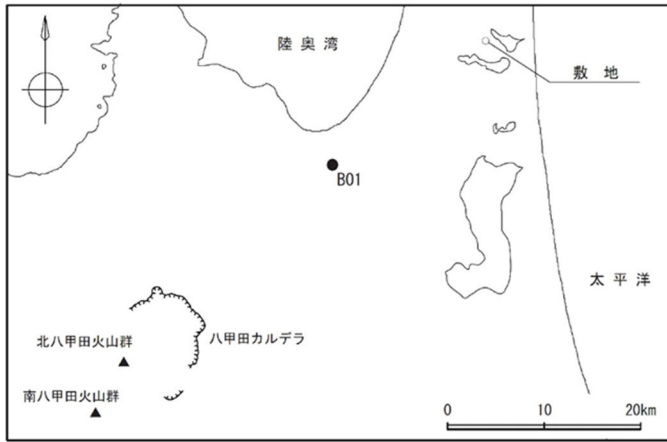 陸奥湾
敷地
B01
太平洋
北八甲田火山群
八甲田カルデラ
南八甲田火山群
0 10 20km